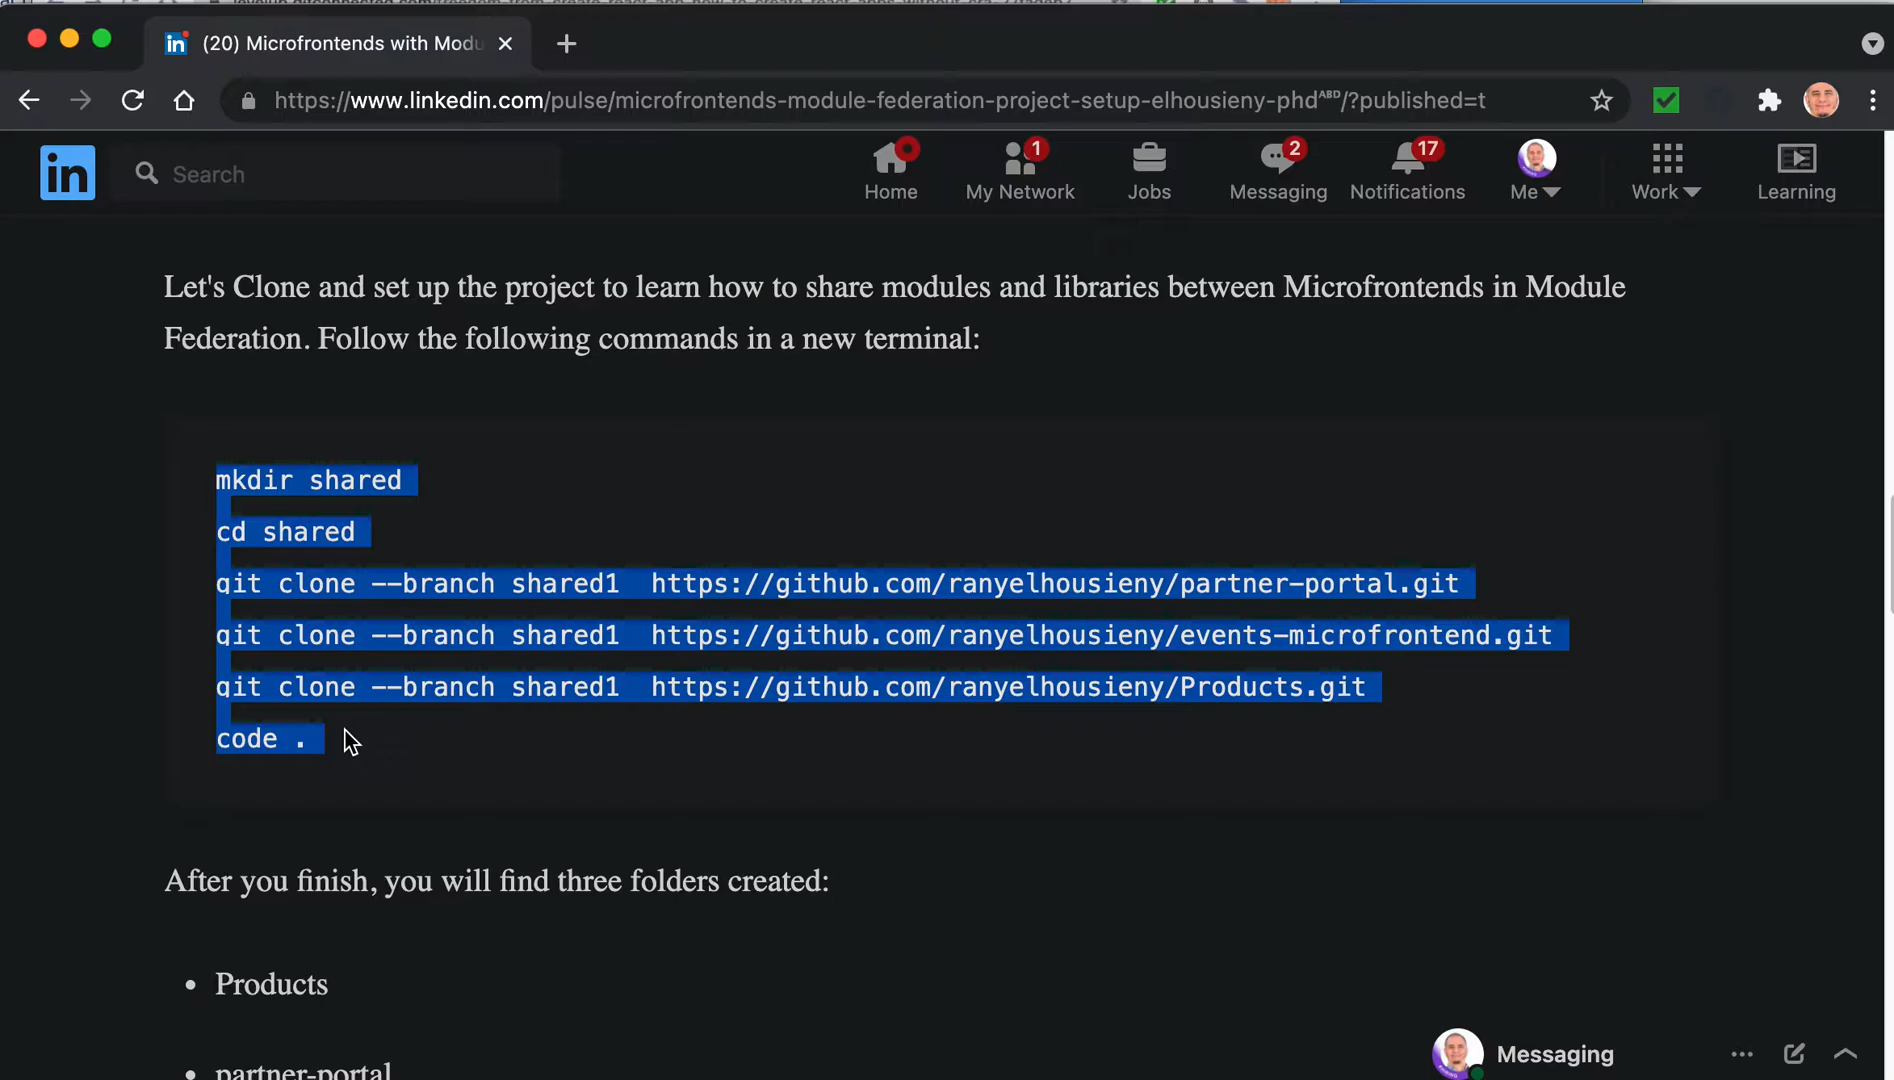 (20) Microfrontends with Modu
https://www.linkedin.com/pulse/microfrontends-module-federation-project-setup-elhousieny-phdᴬᴮᴰ/?published=t
in
Search
Home
1
My Network
Jobs
2
Messaging
17
Notifications
Me
Work
Learning
Let's Clone and set up the project to learn how to share modules and libraries between Microfrontends in Module
Federation. Follow the following commands in a new terminal:
mkdir shared
cd shared
git clone --branch shared1  https://github.com/ranyelhousieny/partner-portal.git
git clone --branch shared1  https://github.com/ranyelhousieny/events-microfrontend.git
git clone --branch shared1  https://github.com/ranyelhousieny/Products.git
code .
After you finish, you will find three folders created:
• Products
• partner-portal
Messaging